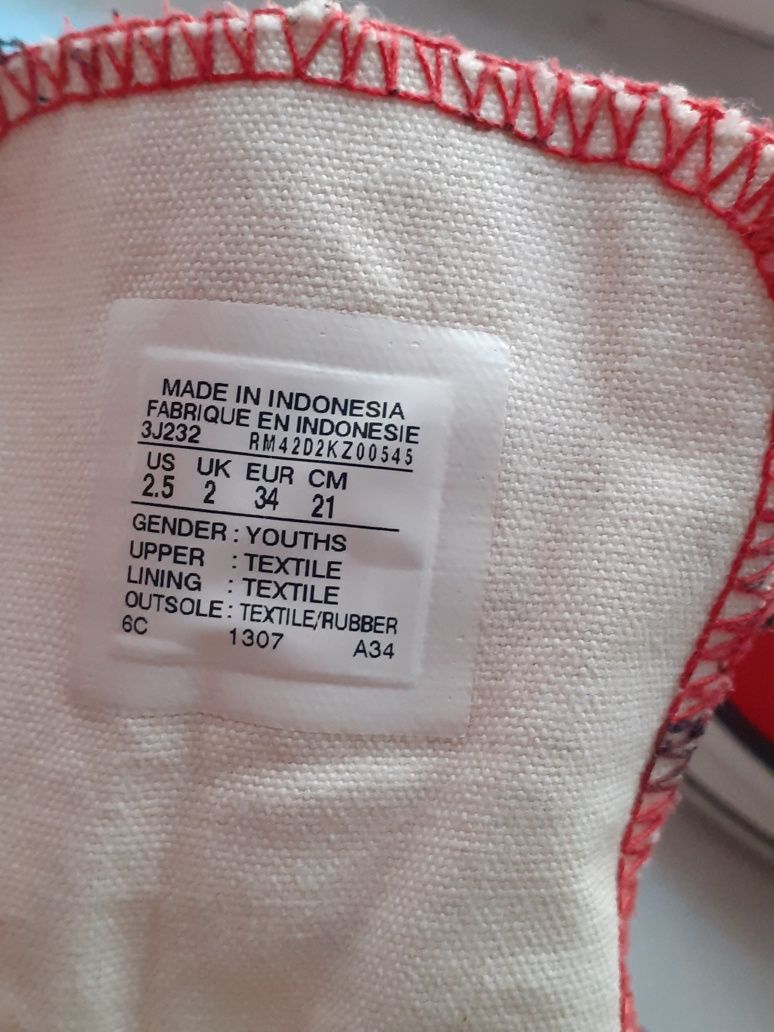 MADE IN INDONESIA
FABRIQUE EN INDONESIE
3J232 RM42D2KZ00545
US UK EUR CM
2.5 2 34 21
GENDER : YOUTHS
UPPER : TEXTILE
LINING : TEXTILE
OUTSOLE : TEXTILE/RUBBER
6C 1307 A34